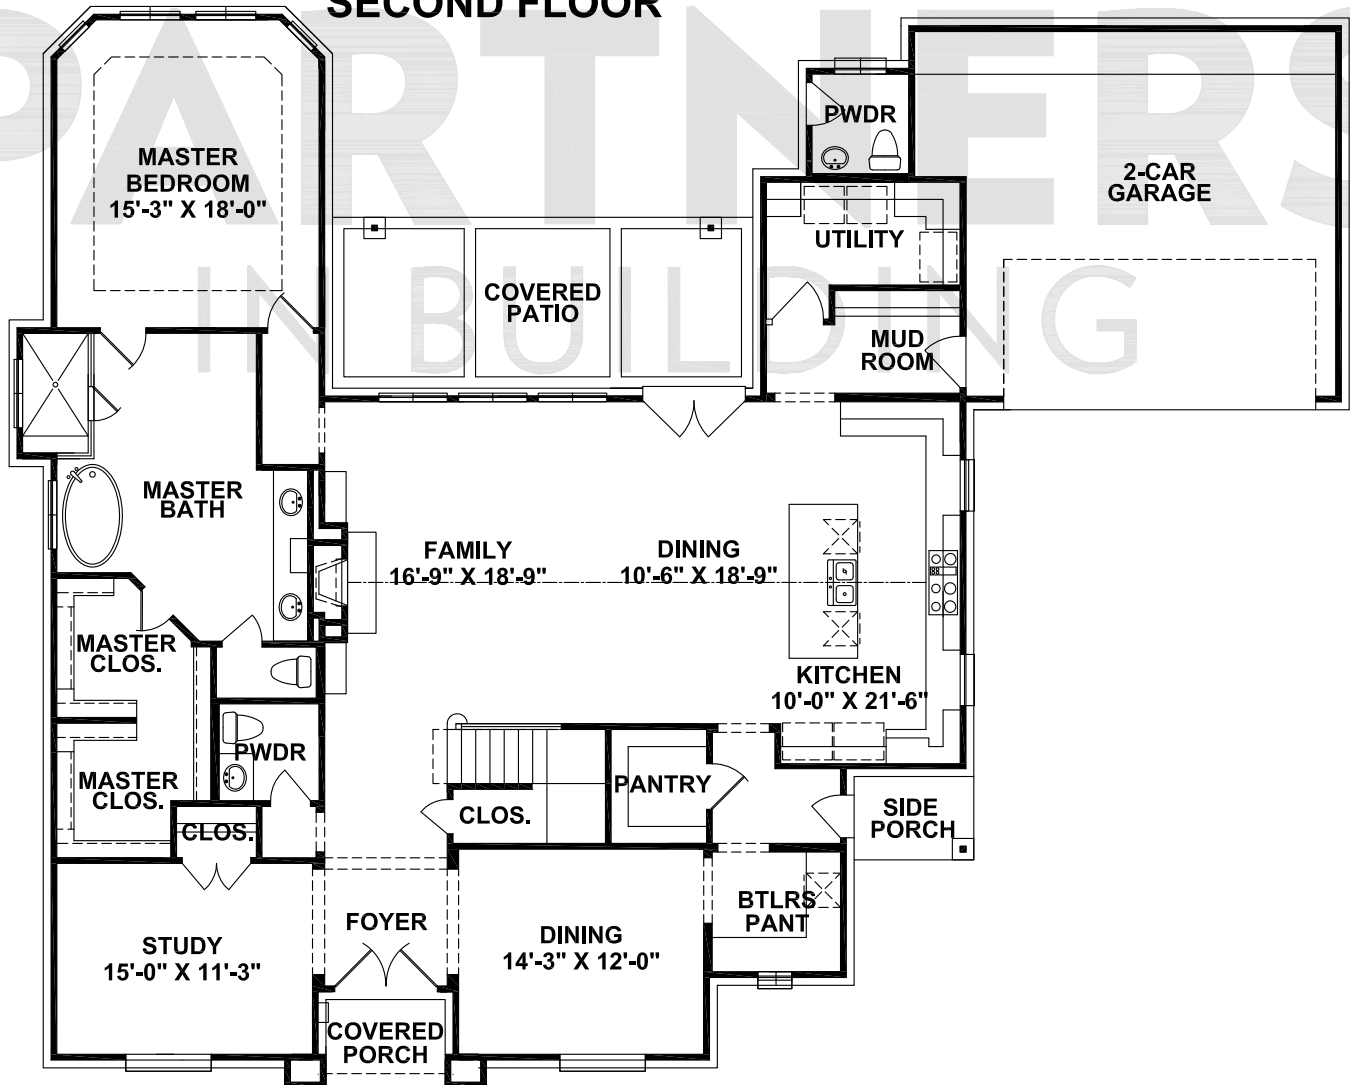 SECOND FLOOR
PARTNERS
IN BUILDING
MASTER
BEDROOM
15'-3" X 18'-0"
PWDR
2-CAR
GARAGE
UTILITY
COVERED
PATIO
MUD
ROOM
MASTER
BATH
FAMILY
16'-9" X 18'-9"
DINING
10'-6" X 18'-9"
MASTER
CLOS.
KITCHEN
10'-0" X 21'-6"
PWDR
MASTER
CLOS.
PANTRY
CLOS.
CLOS.
SIDE
PORCH
BTLRS
PANT
FOYER
STUDY
15'-0" X 11'-3"
DINING
14'-3" X 12'-0"
COVERED
PORCH